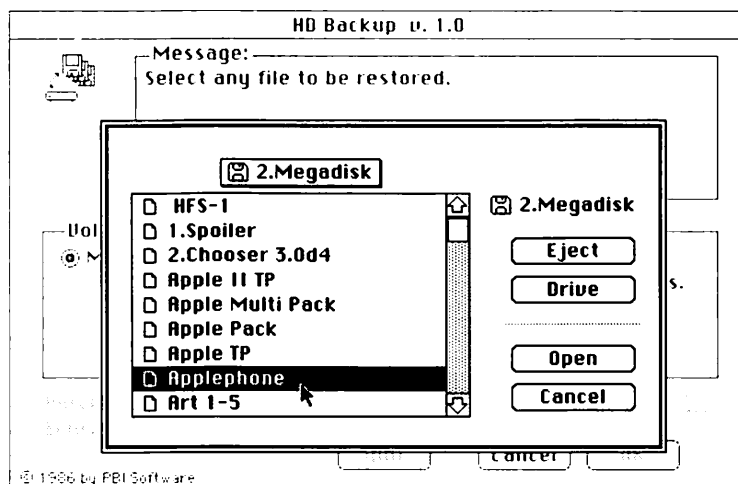 HD Backup v. 1.0
Message:
Select any file to be restored.
2.Megadisk
HFS-1
1.Spoiler
2.Chooser 3.0d4
Apple II TP
Apple Multi Pack
Apple Pack
Apple TP
Applephone
Art 1-5
2.Megadisk
Eject
Drive
Open
Cancel
Vol
M
s.
Cancel
© 1986 by PBI Software